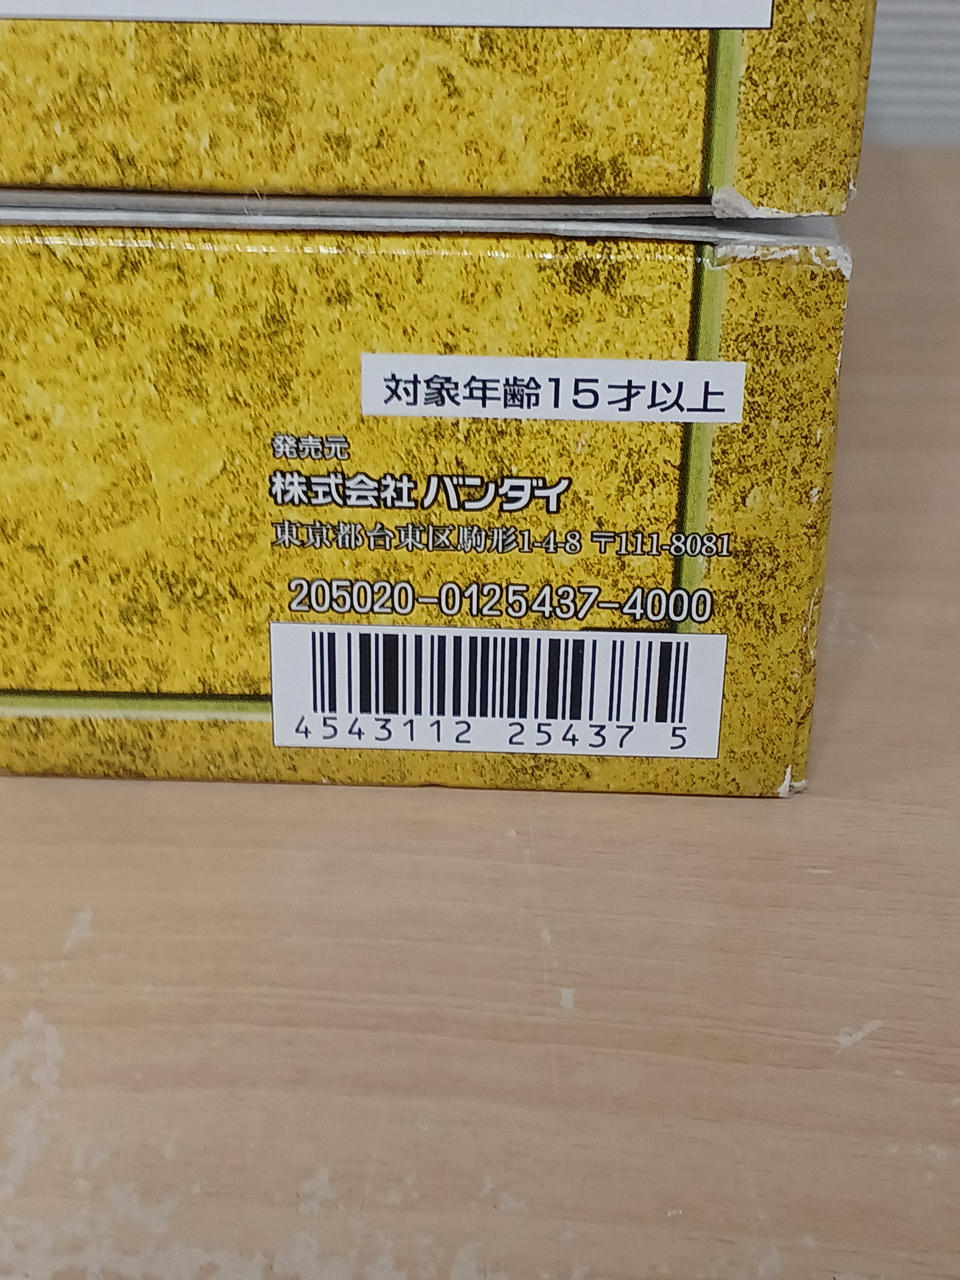 対象年齢15才以上
発売元
株式会社バンダイ
東京都台東区駒形1-4-8 〒111-8081
205020-0125437-4000
4543112 25437 5